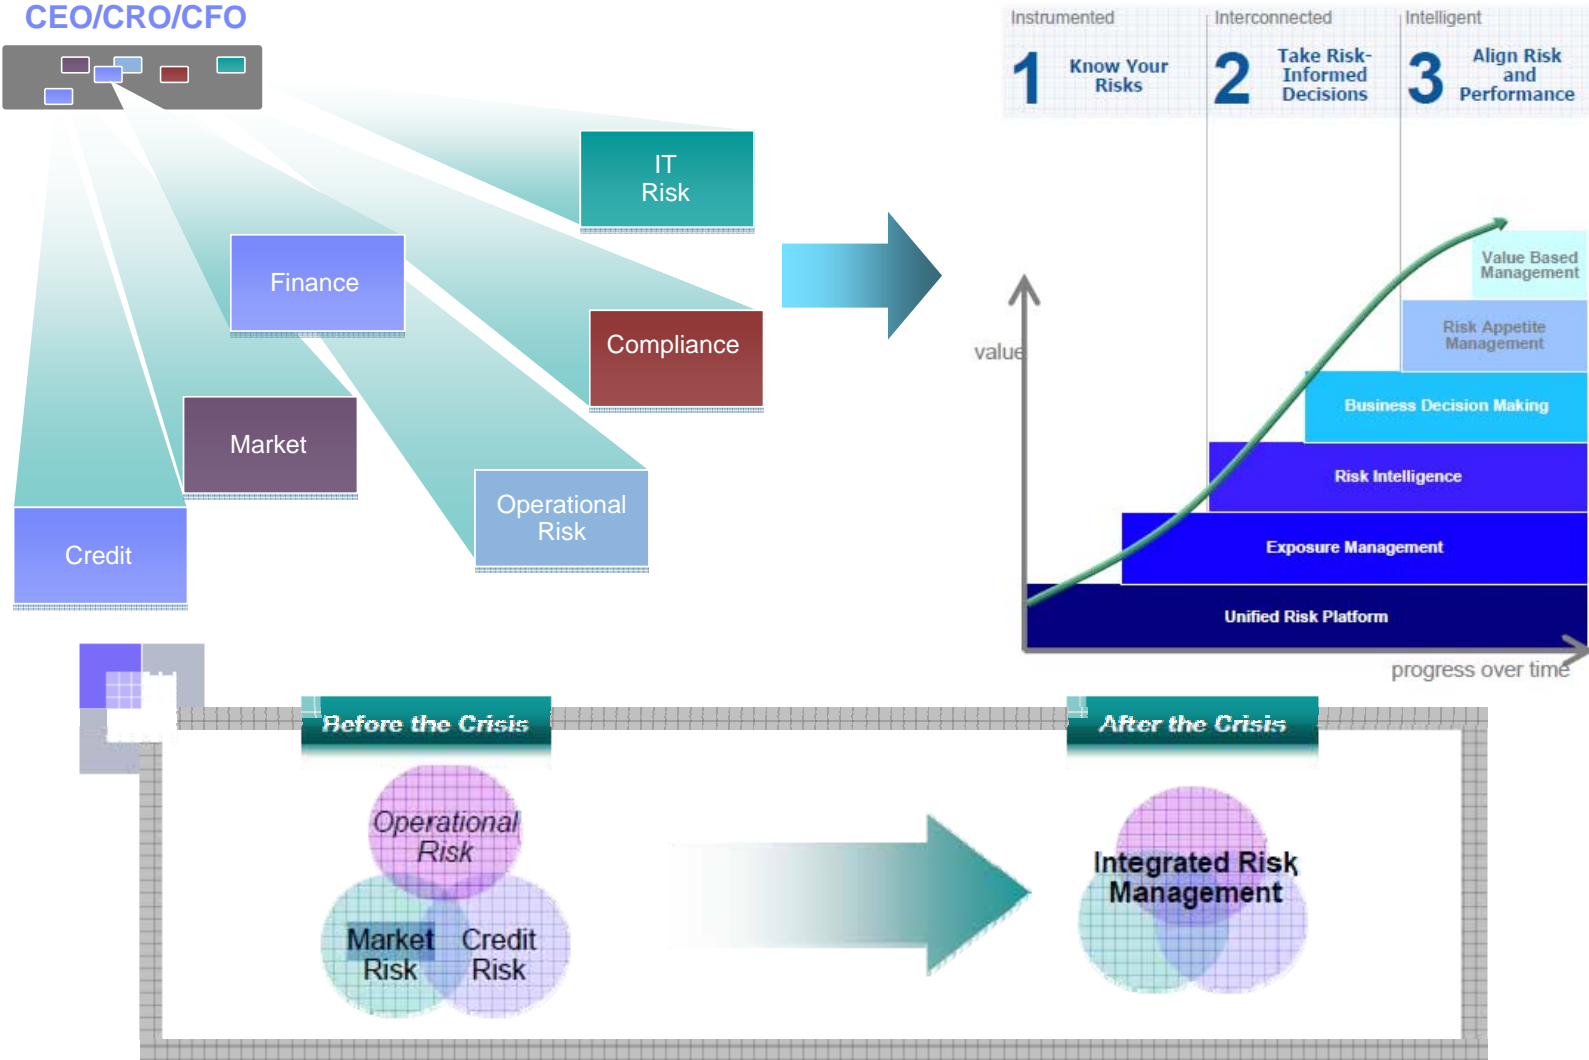 CEO/CRO/CFO
IT
Risk
Finance
Compliance
Market
Operational
Risk
Credit
Instrumented
Interconnected
Intelligent
1
Know Your
Risks
2
Take Risk-
Informed
Decisions
3
Align Risk
and
Performance
value
Value Based
Management
Risk Appetite
Management
Business Decision Making
Risk Intelligence
Exposure Management
Unified Risk Platform
progress over time
Before the Crisis
Operational
Risk
Market
Risk
Credit
Risk
After the Crisis
Integrated Risk
Management